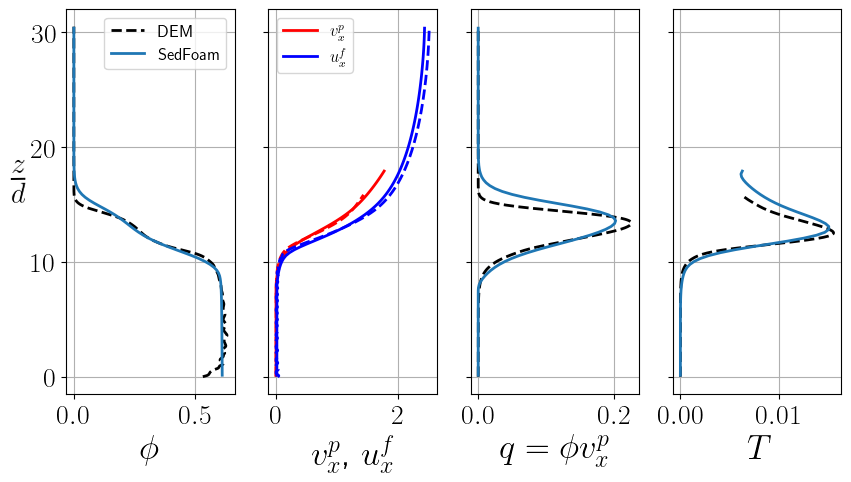 DEM
SedFoam
v_x^p
u_x^f
30
20
10
0
z/d
0.0 0.5
0 2
0.0 0.2
0.00 0.01
ϕ
v_x^p, u_x^f
q = ϕv_x^p
T